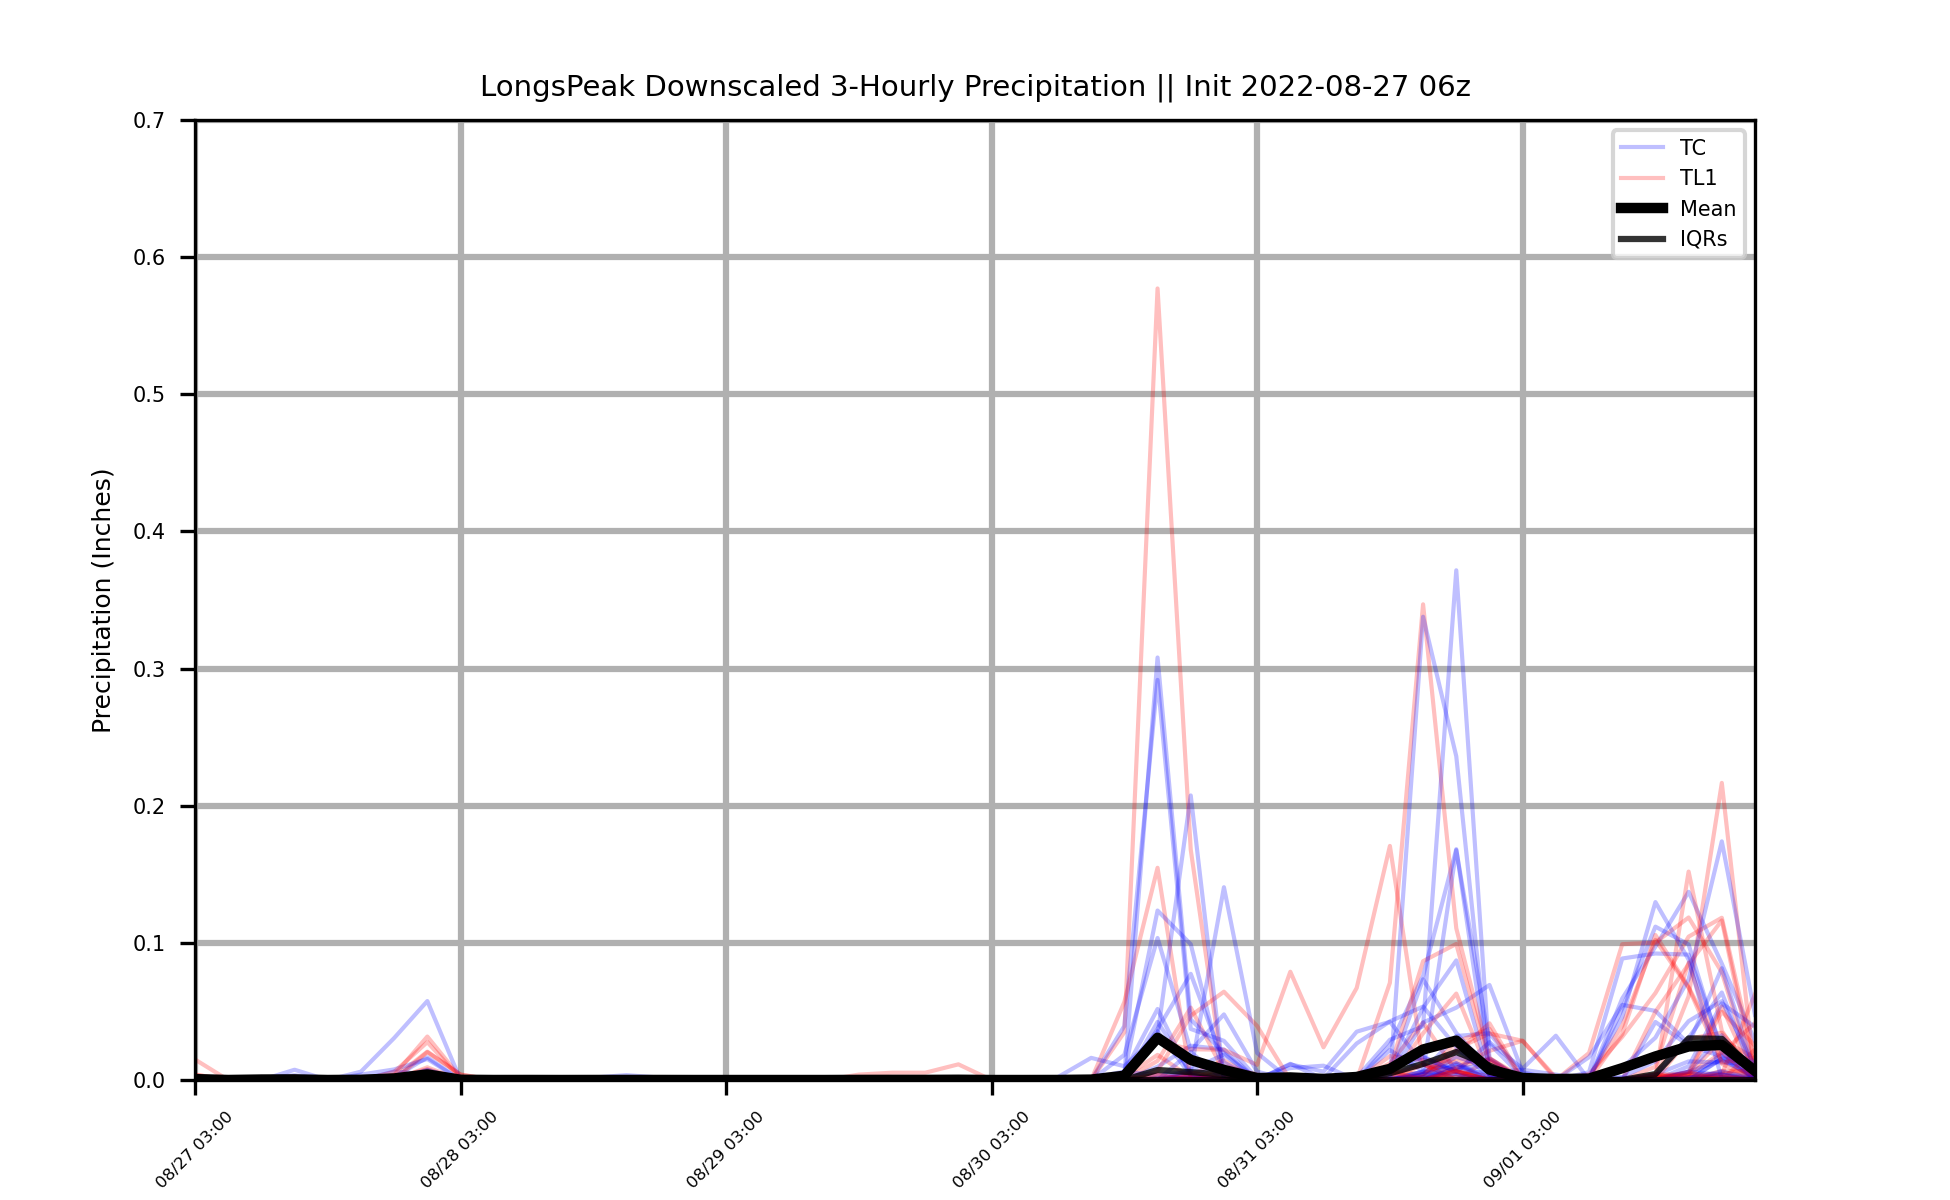 LongsPeak Downscaled 3-Hourly Precipitation || Init 2022-08-27 06z
0.7
0.6
0.5
0.4
0.3
0.2
0.1
0.0
Precipitation (Inches)
TC
TL1
Mean
IQRs
08/27 03:00
08/28 03:00
08/29 03:00
08/30 03:00
08/31 03:00
09/01 03:00